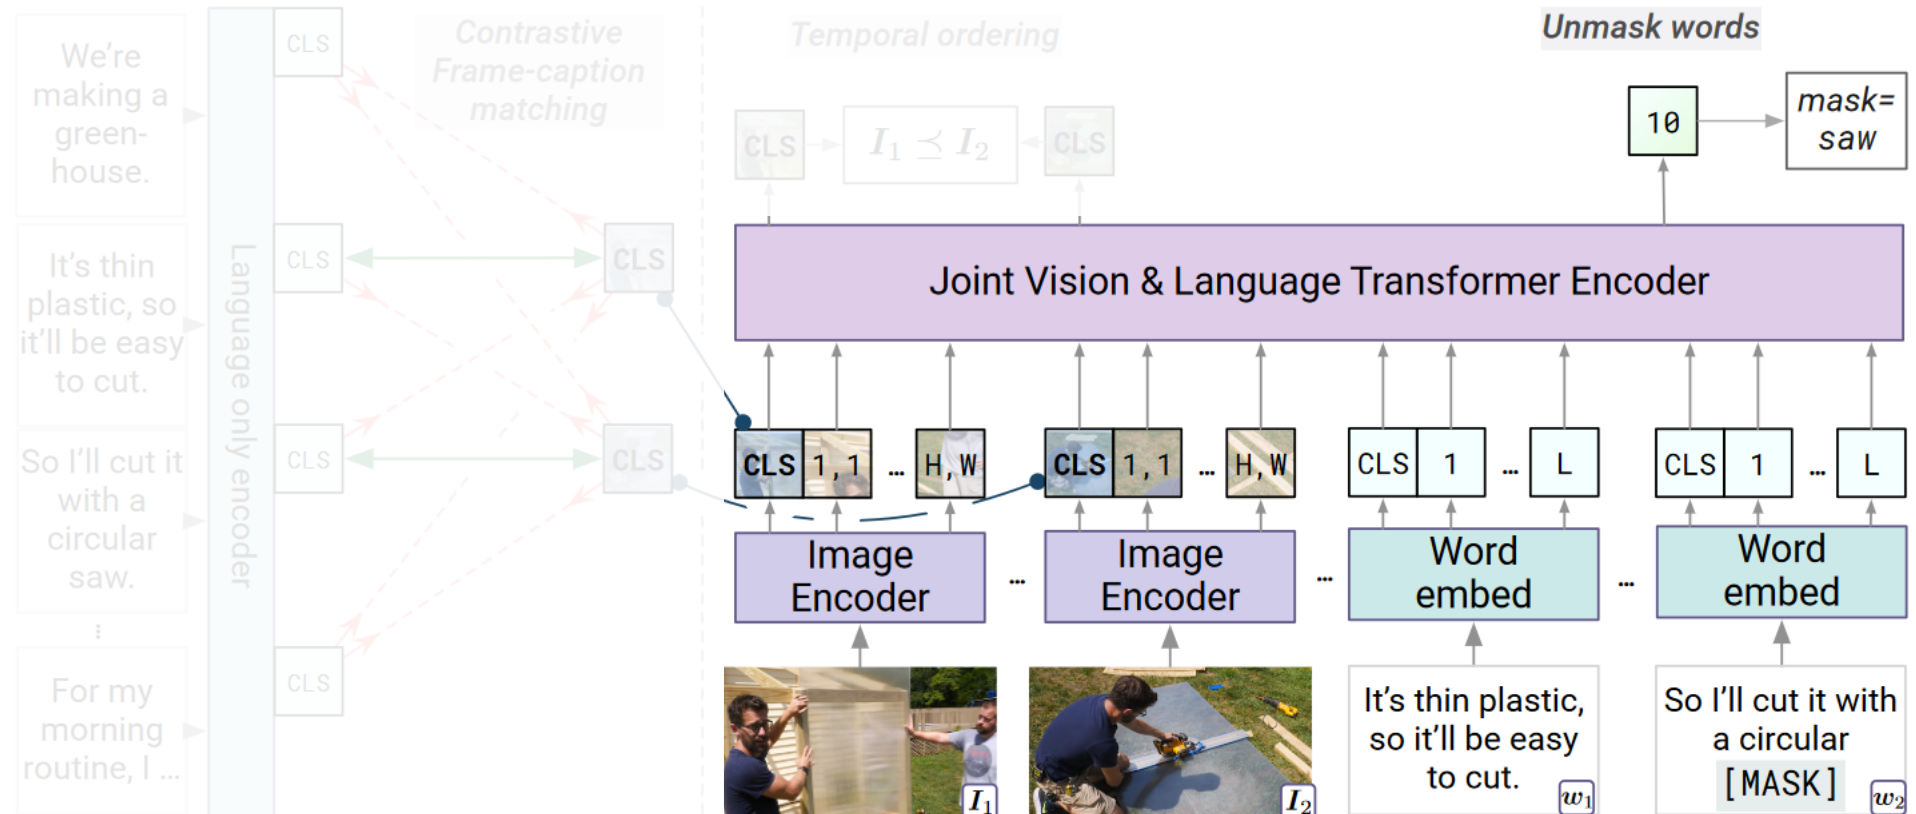 We're
making a
green-
house.
It's thin
plastic, so
it'll be easy
to cut.
So I'll cut it
with a
circular
saw.
⋮
For my
morning
routine, I ...
Language only encoder
CLS
CLS
CLS
CLS
Contrastive
Frame-caption
matching
CLS
CLS
Temporal ordering
CLS
I₁ ⪯ I₂
CLS
Unmask words
10
mask=
saw
Joint Vision & Language Transformer Encoder
CLS 1,1 ... H,W
CLS 1,1 ... H,W
CLS 1 ... L
CLS 1 ... L
Image
Encoder
...
Image
Encoder
...
Word
embed
...
Word
embed
I₁
I₂
It's thin plastic,
so it'll be easy
to cut.
w₁
So I'll cut it with
a circular
[MASK]
w₂